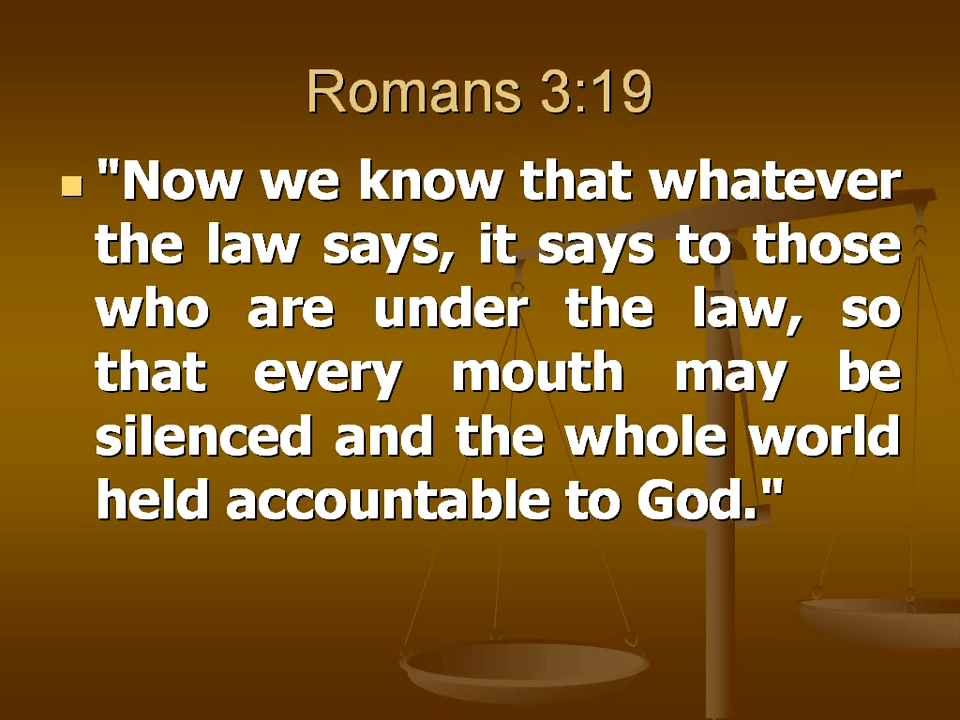 Romans 3:19
"Now we know that whatever
the law says, it says to those
who are under the law, so
that every mouth may be
silenced and the whole world
held accountable to God."